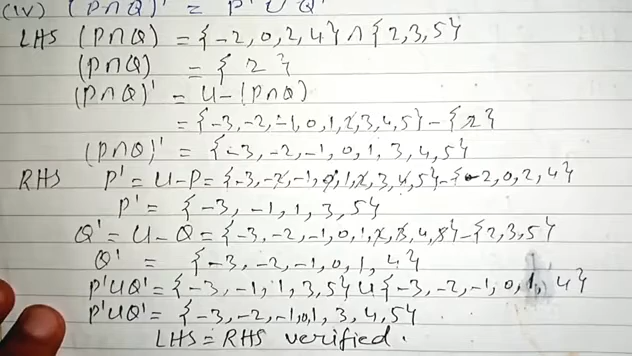 (iv) (P∩Q)' = P'UQ'
LHS (P∩Q) = {-2,0,2,4} ∩ {2,3,5}
(P∩Q) = {2}
(P∩Q)' = U-(P∩Q)
= {-3,-2,-1,0,1,2,3,4,5} - {2}
(P∩Q)' = {-3,-2,-1,0,1,3,4,5}
RHS P' = U-P = {-3,-2,-1,0,1,2,3,4,5} - {-2,0,2,4}
P' = {-3,-1,1,3,5}
Q' = U-Q = {-3,-2,-1,0,1,2,3,4,5} - {2,3,5}
Q' = {-3,-2,-1,0,1,4}
P'UQ' = {-3,-1,1,3,5} U {-3,-2,-1,0,1,4}
P'UQ' = {-3,-2,-1,0,1,3,4,5}
LHS = RHS verified.